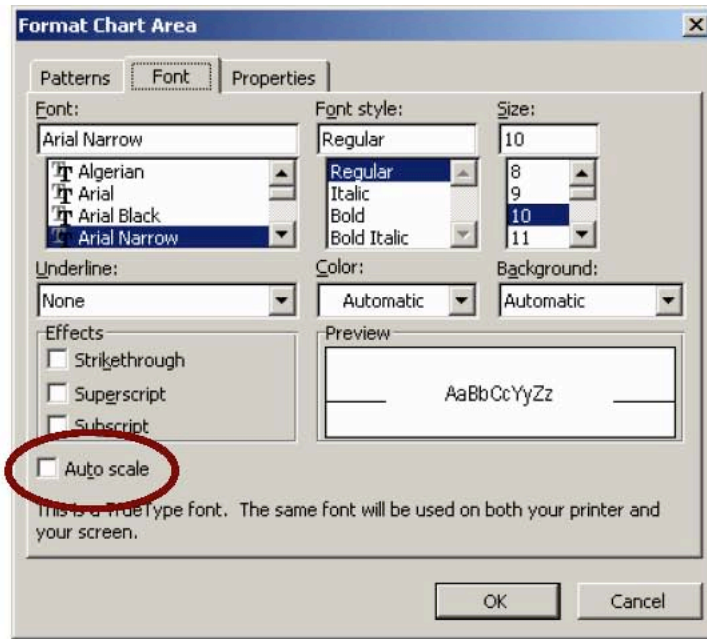 Format Chart Area
Patterns Font Properties
Font: Font style: Size:
Arial Narrow Regular 10
Algerian Regular 8
Arial Italic 9
Arial Black Bold 10
Arial Narrow Bold Italic 11
Underline: Color: Background:
None Automatic Automatic
Effects Preview
Strikethrough
Superscript AaBbCcYyZz
Subscript
Auto scale
This is a TrueType font. The same font will be used on both your printer and
your screen.
OK Cancel